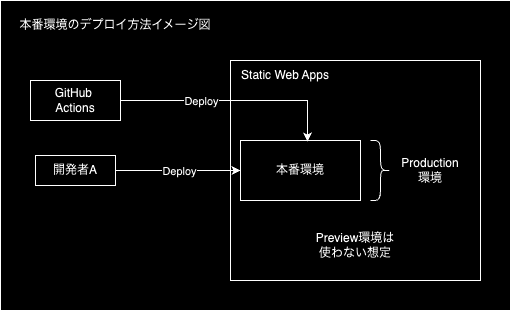 本番環境のデプロイ方法イメージ図
Static Web Apps
GitHub
Actions
Deploy
開発者A
Deploy
本番環境
Production
環境
Preview環境は
使わない想定